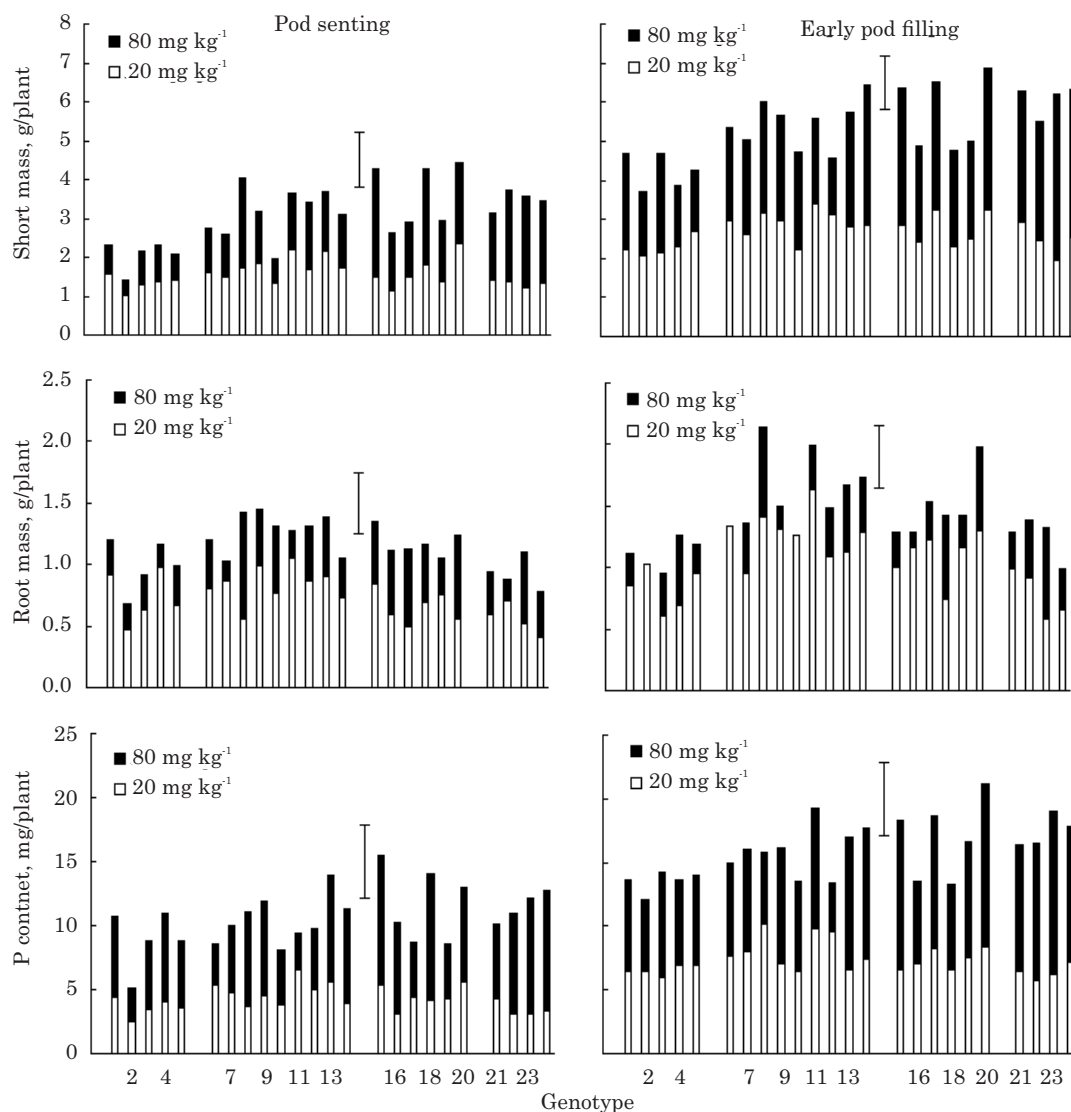 Pod senting
Early pod filling
Short mass, g/plant
8
7
6
5
4
3
2
1
0
80 mg kg⁻¹
20 mg kg⁻¹
80 mg kg⁻¹
20 mg kg⁻¹
Root mass, g/plant
2.5
2.0
1.5
1.0
0.5
0.0
80 mg kg⁻¹
20 mg kg⁻¹
80 mg kg⁻¹
20 mg kg⁻¹
P contnet, mg/plant
25
20
15
10
5
0
80 mg kg⁻¹
20 mg kg⁻¹
80 mg kg⁻¹
20 mg kg⁻¹
2 4 7 9 11 13 16 18 20 21 23
2 4 7 9 11 13 16 18 20 21 23
Genotype